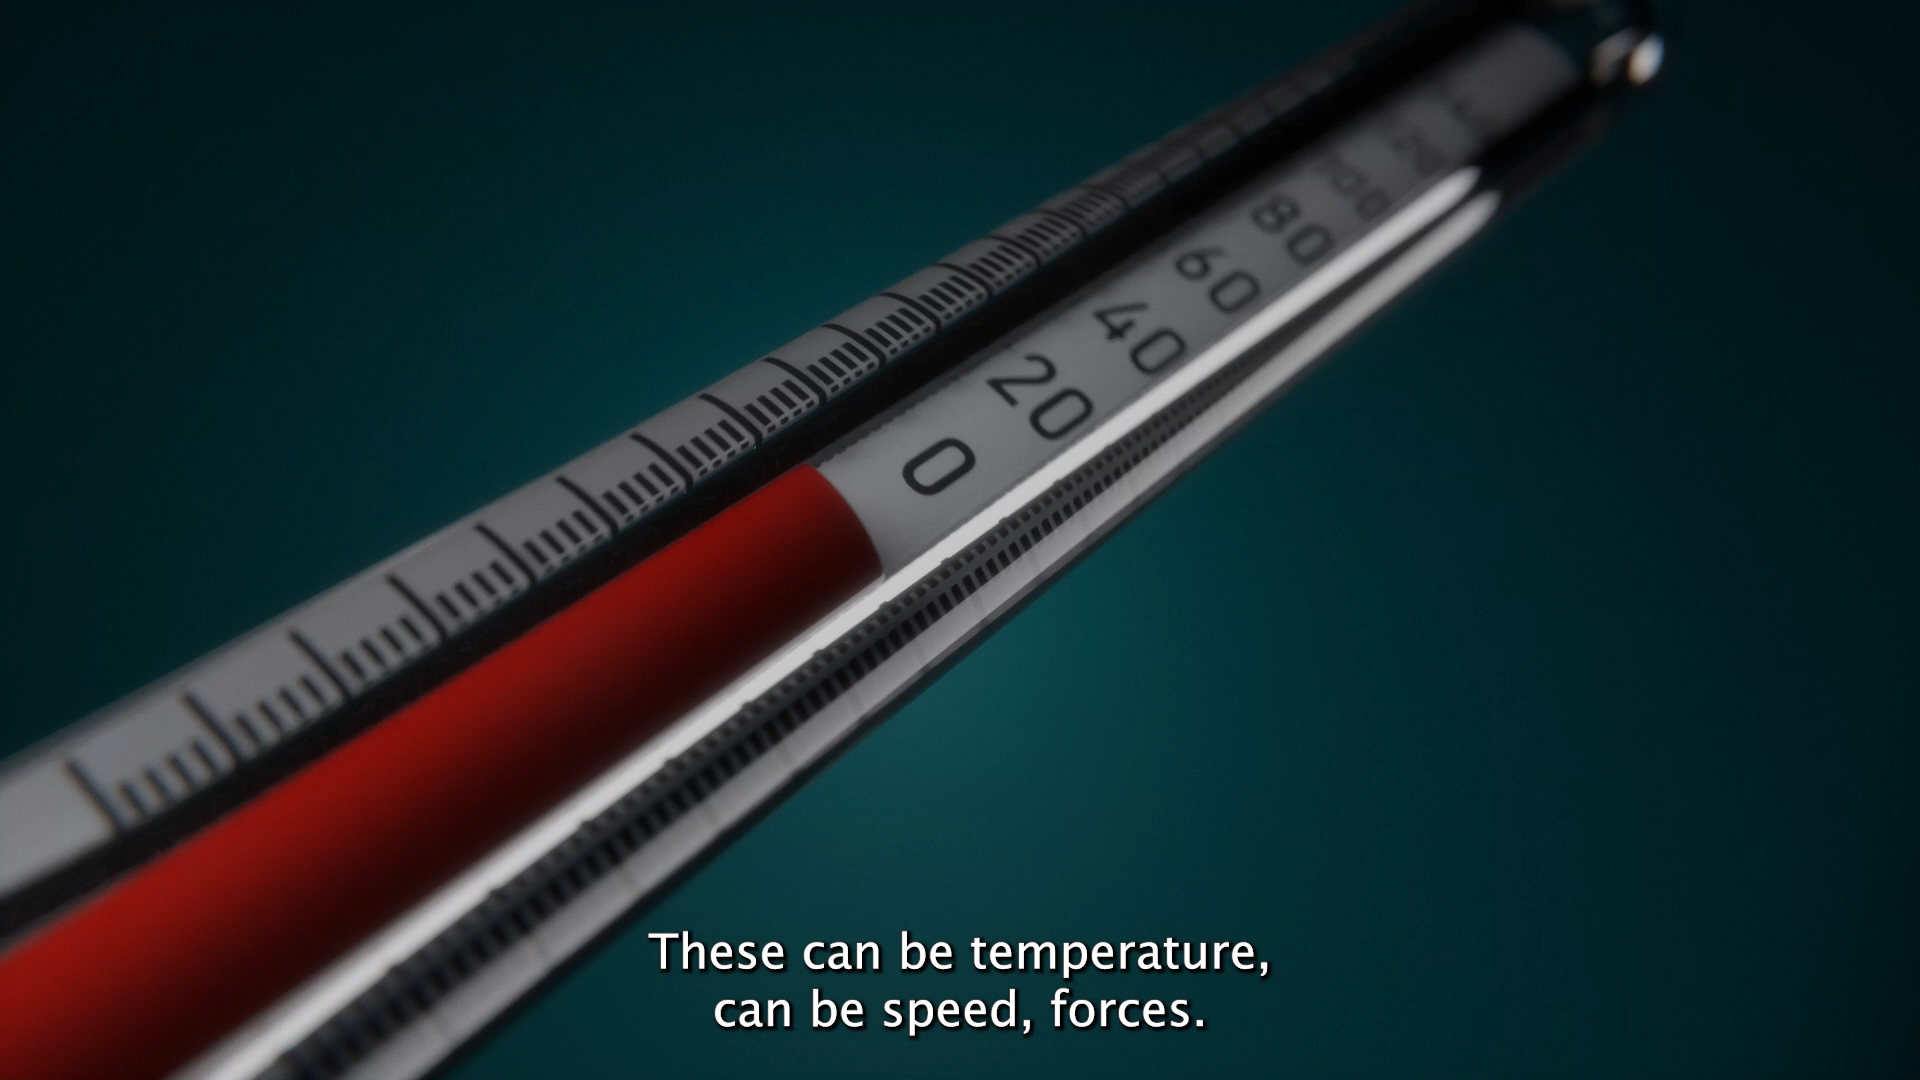 0
20
40
60
80
These can be temperature,
can be speed, forces.